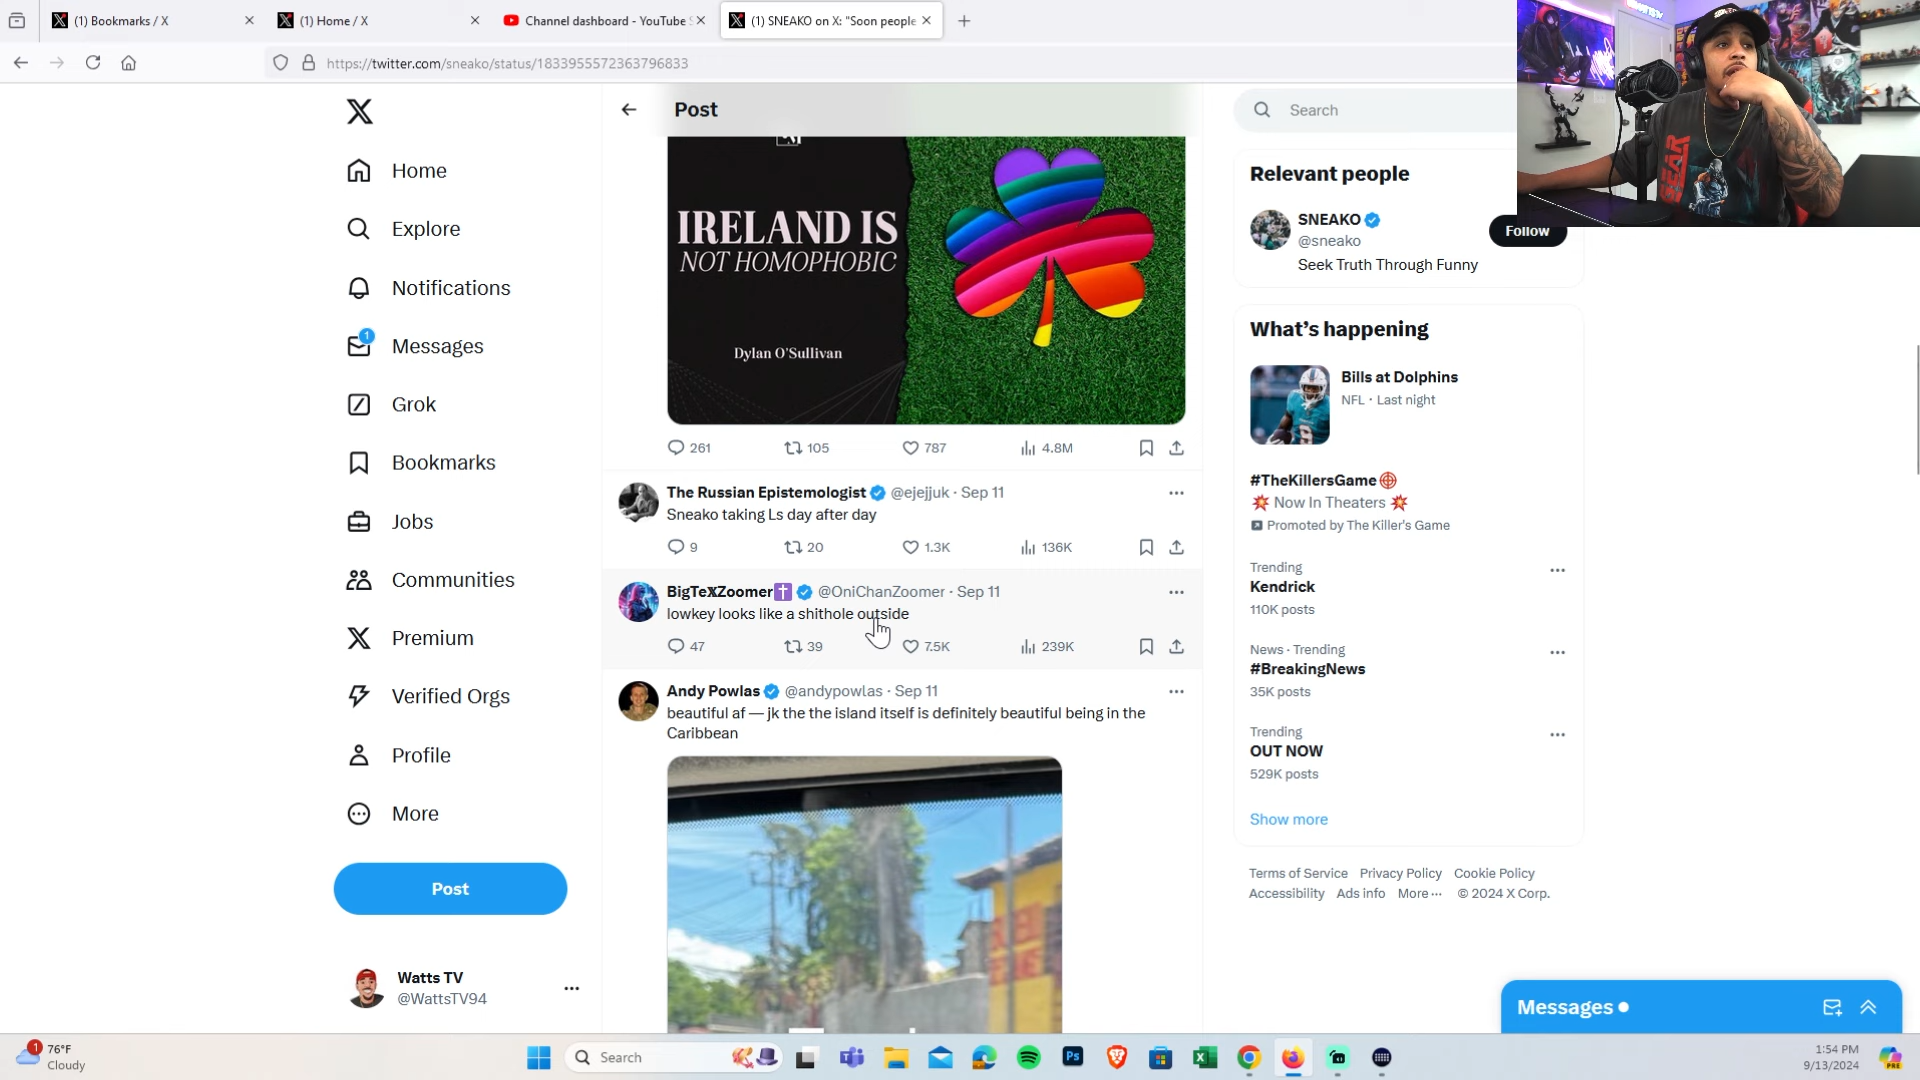 (1) Bookmarks / X
(1) Home / X
Channel dashboard - YouTube
(1) SNEAKO on X: "Soon people
https://twitter.com/sneako/status/1833955572363796833
Home
Explore
Notifications
1
Messages
Grok
Bookmarks
Jobs
Communities
Premium
Verified Orgs
Profile
More
Post
Watts TV
@WattsTV94
Post
IRELAND IS
NOT HOMOPHOBIC
Dylan O'Sullivan
261 105 787 4.8M
The Russian Epistemologist @ejejjuk · Sep 11
Sneako taking Ls day after day
9 20 1.3K 136K
BigTeXZoomer @OniChanZoomer · Sep 11
lowkey looks like a shithole outside
47 39 7.5K 239K
Andy Powlas @andypowlas · Sep 11
beautiful af — jk the the island itself is definitely beautiful being in the
Caribbean
Search
Relevant people
SNEAKO
@sneako
Follow
Seek Truth Through Funny
What's happening
Bills at Dolphins
NFL · Last night
#TheKillersGame
Now In Theaters
Promoted by The Killer's Game
Trending
Kendrick
110K posts
News · Trending
#BreakingNews
35K posts
Trending
OUT NOW
529K posts
Show more
Terms of Service Privacy Policy Cookie Policy
Accessibility Ads info More ··· © 2024 X Corp.
Messages
1
76°F
Cloudy
Search
Ps
1:54 PM
9/13/2024